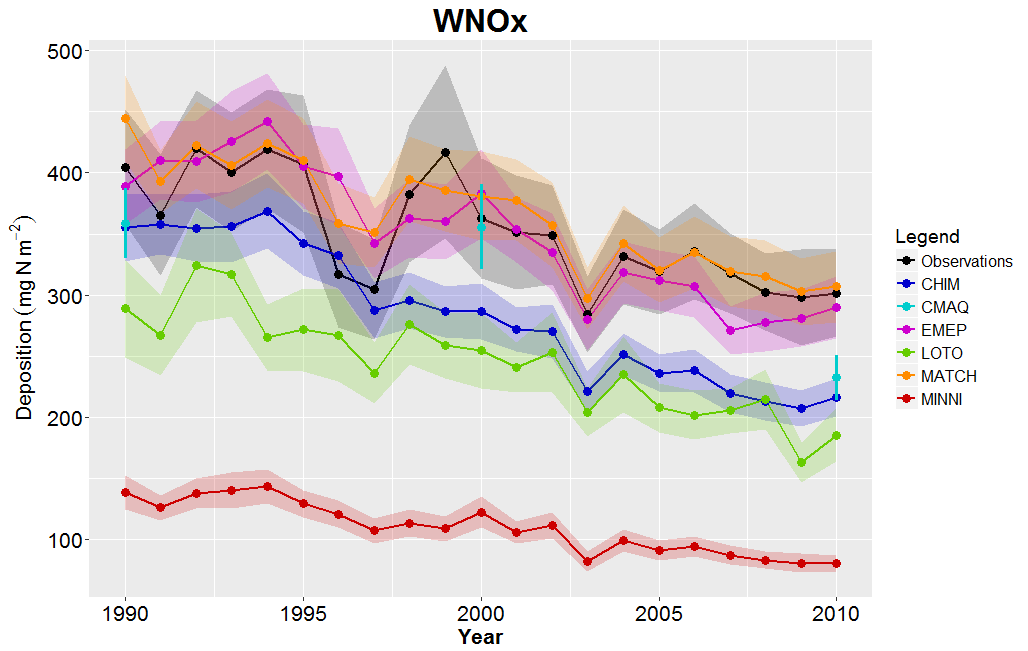 WNOx
500
400
300
200
100
Deposition (mg N m⁻²)
1990 1995 2000 2005 2010
Year
Legend
Observations
CHIM
CMAQ
EMEP
LOTO
MATCH
MINNI